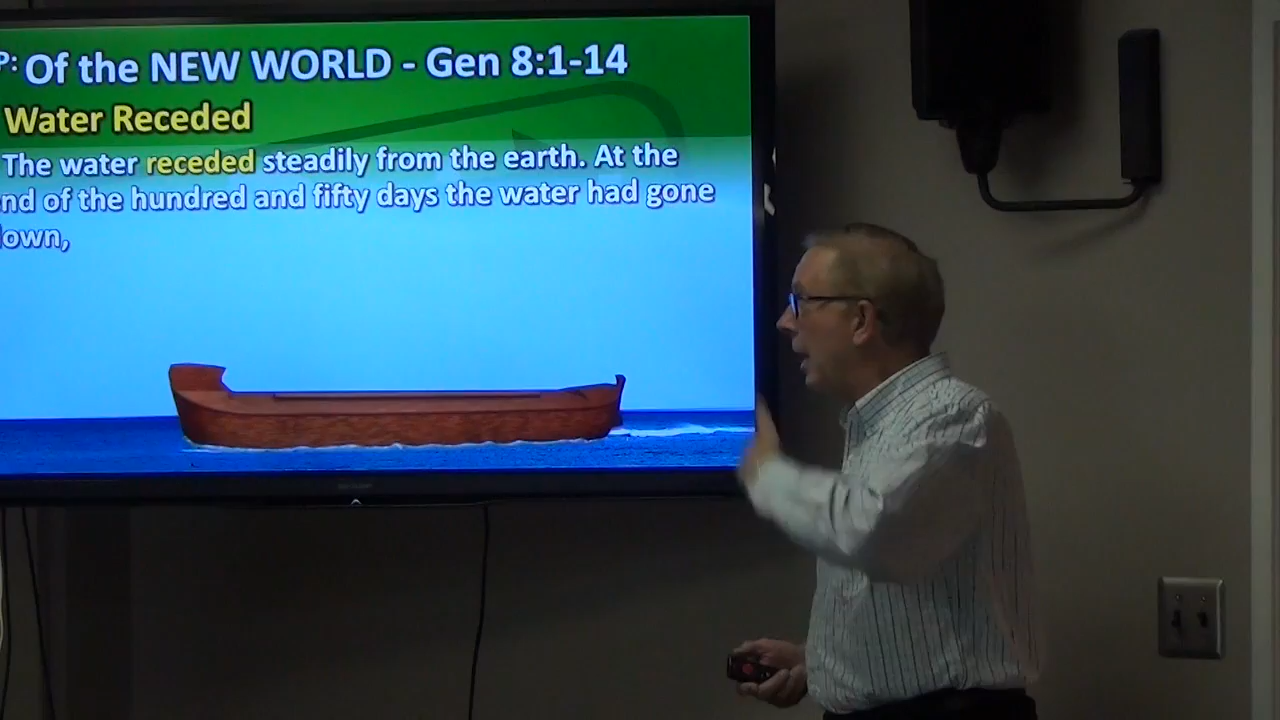 P: Of the NEW WORLD - Gen 8:1-14
Water Receded
The water receded steadily from the earth. At the
nd of the hundred and fifty days the water had gone
own,